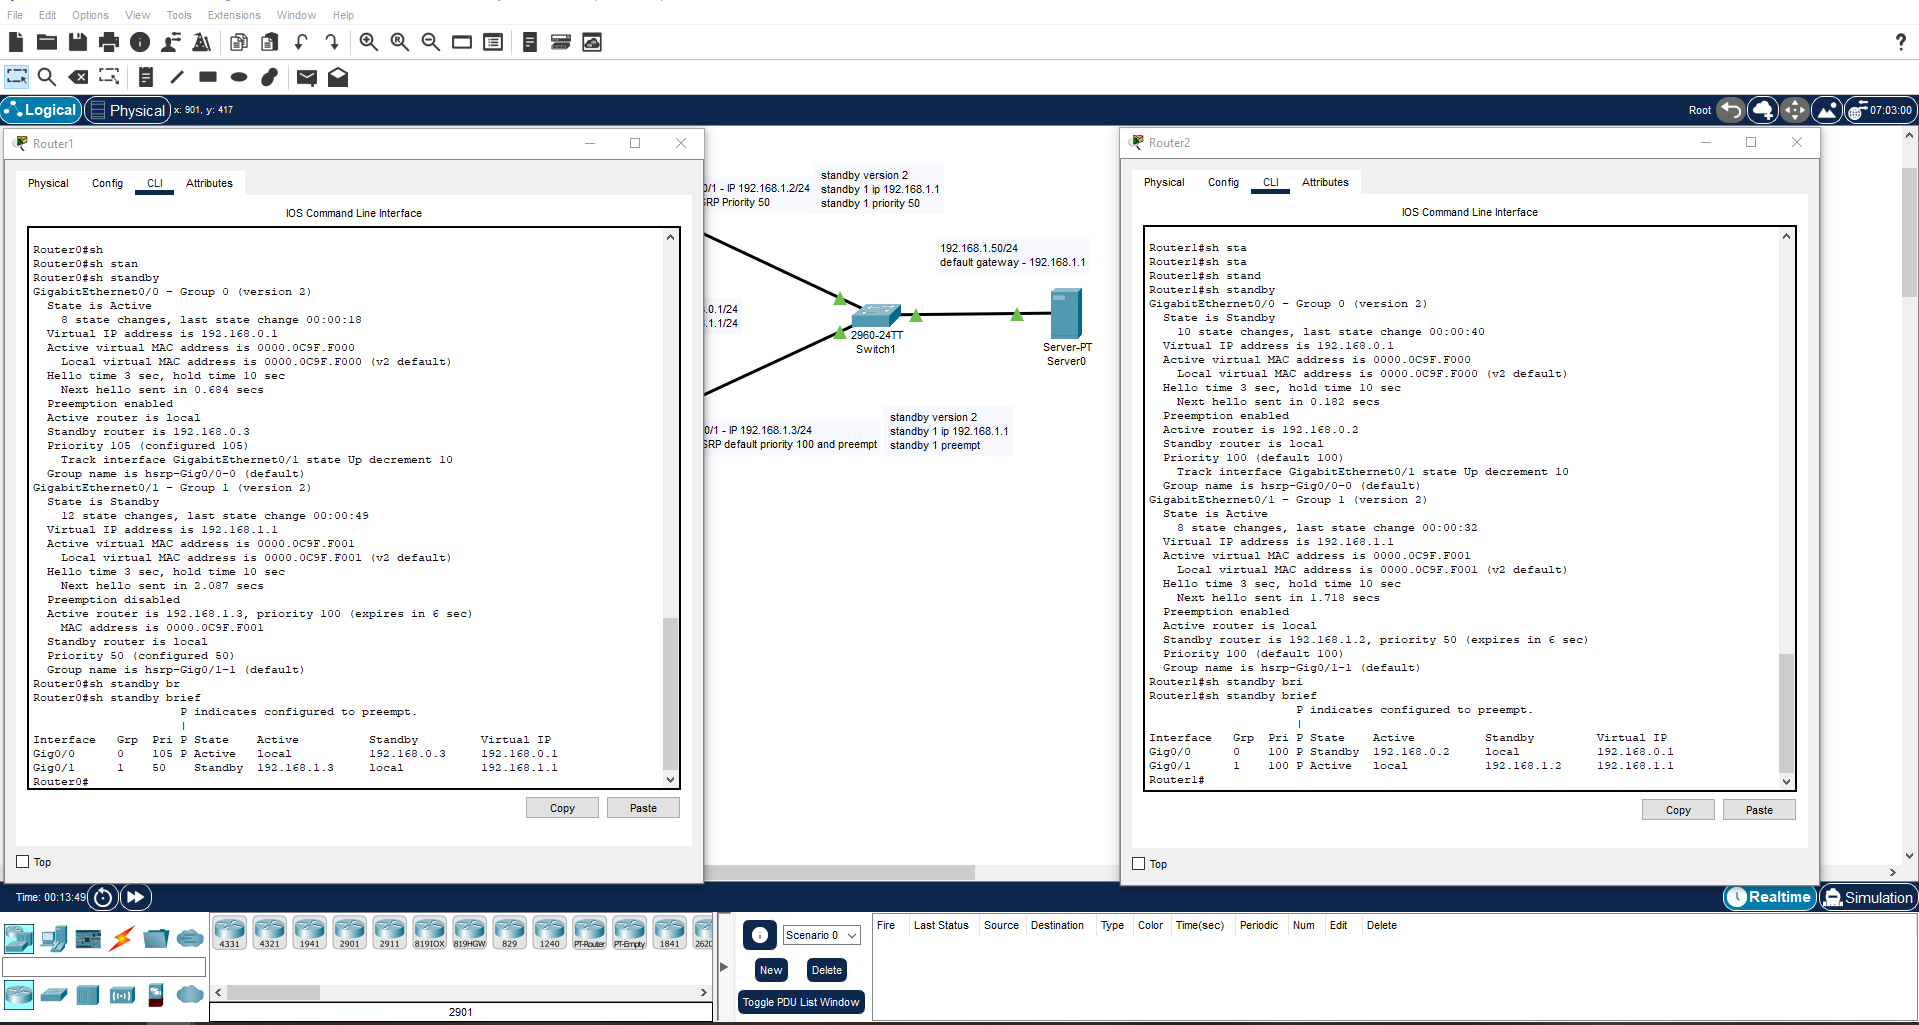 File Edit Options View Tools Extensions Window Help
?
Logical Physical x: 901, y: 417 Root 07:03:00
Router1
Physical Config CLI Attributes
IOS Command Line Interface
Router0#sh
Router0#sh stan
Router0#sh standby
GigabitEthernet0/0 - Group 0 (version 2)
State is Active
8 state changes, last state change 00:00:18
Virtual IP address is 192.168.0.1
Active virtual MAC address is 0000.0C9F.F000
Local virtual MAC address is 0000.0C9F.F000 (v2 default)
Hello time 3 sec, hold time 10 sec
Next hello sent in 0.684 secs
Preemption enabled
Active router is local
Standby router is 192.168.0.3
Priority 105 (configured 105)
Track interface GigabitEthernet0/1 state Up decrement 10
Group name is hsrp-Gig0/0-0 (default)
GigabitEthernet0/1 - Group 1 (version 2)
State is Standby
12 state changes, last state change 00:00:49
Virtual IP address is 192.168.1.1
Active virtual MAC address is 0000.0C9F.F001
Local virtual MAC address is 0000.0C9F.F001 (v2 default)
Hello time 3 sec, hold time 10 sec
Next hello sent in 2.087 secs
Preemption disabled
Active router is 192.168.1.3, priority 100 (expires in 6 sec)
MAC address is 0000.0C9F.F001
Standby router is local
Priority 50 (configured 50)
Group name is hsrp-Gig0/1-1 (default)
Router0#sh standby br
Router0#sh standby brief
P indicates configured to preempt.
|
Interface Grp Pri P State Active Standby Virtual IP
Gig0/0 0 105 P Active local 192.168.0.3 192.168.0.1
Gig0/1 1 50 Standby 192.168.1.3 local 192.168.1.1
Router0#
Copy Paste
Top
0/1 - IP 192.168.1.2/24
SRP Priority 50
standby version 2
standby 1 ip 192.168.1.1
standby 1 priority 50
192.168.1.50/24
default gateway - 192.168.1.1
.0.1/24
.1.1/24
2960-24TT
Switch1
Server-PT
Server0
0/1 - IP 192.168.1.3/24
SRP default priority 100 and preempt
standby version 2
standby 1 ip 192.168.1.1
standby 1 preempt
Router2
Physical Config CLI Attributes
IOS Command Line Interface
Router1#sh sta
Router1#sh sta
Router1#sh stand
Router1#sh standby
GigabitEthernet0/0 - Group 0 (version 2)
State is Standby
10 state changes, last state change 00:00:40
Virtual IP address is 192.168.0.1
Active virtual MAC address is 0000.0C9F.F000
Local virtual MAC address is 0000.0C9F.F000 (v2 default)
Hello time 3 sec, hold time 10 sec
Next hello sent in 0.182 secs
Preemption enabled
Active router is 192.168.0.2
Standby router is local
Priority 100 (default 100)
Track interface GigabitEthernet0/1 state Up decrement 10
Group name is hsrp-Gig0/0-0 (default)
GigabitEthernet0/1 - Group 1 (version 2)
State is Active
8 state changes, last state change 00:00:32
Virtual IP address is 192.168.1.1
Active virtual MAC address is 0000.0C9F.F001
Local virtual MAC address is 0000.0C9F.F001 (v2 default)
Hello time 3 sec, hold time 10 sec
Next hello sent in 1.718 secs
Preemption enabled
Active router is local
Standby router is 192.168.1.2, priority 50 (expires in 6 sec)
Priority 100 (default 100)
Group name is hsrp-Gig0/1-1 (default)
Router1#sh standby bri
Router1#sh standby brief
P indicates configured to preempt.
|
Interface Grp Pri P State Active Standby Virtual IP
Gig0/0 0 100 P Standby 192.168.0.2 local 192.168.0.1
Gig0/1 1 100 P Active local 192.168.1.2 192.168.1.1
Router1#
Copy Paste
Top
Time: 00:13:49
Realtime Simulation
4331 4321 1941 2901 2911 819IOX 819HGW 829 1240 PT-Router PT-Empty 1841 2620
2901
Scenario 0
New Delete
Toggle PDU List Window
Fire Last Status Source Destination Type Color Time(sec) Periodic Num Edit Delete